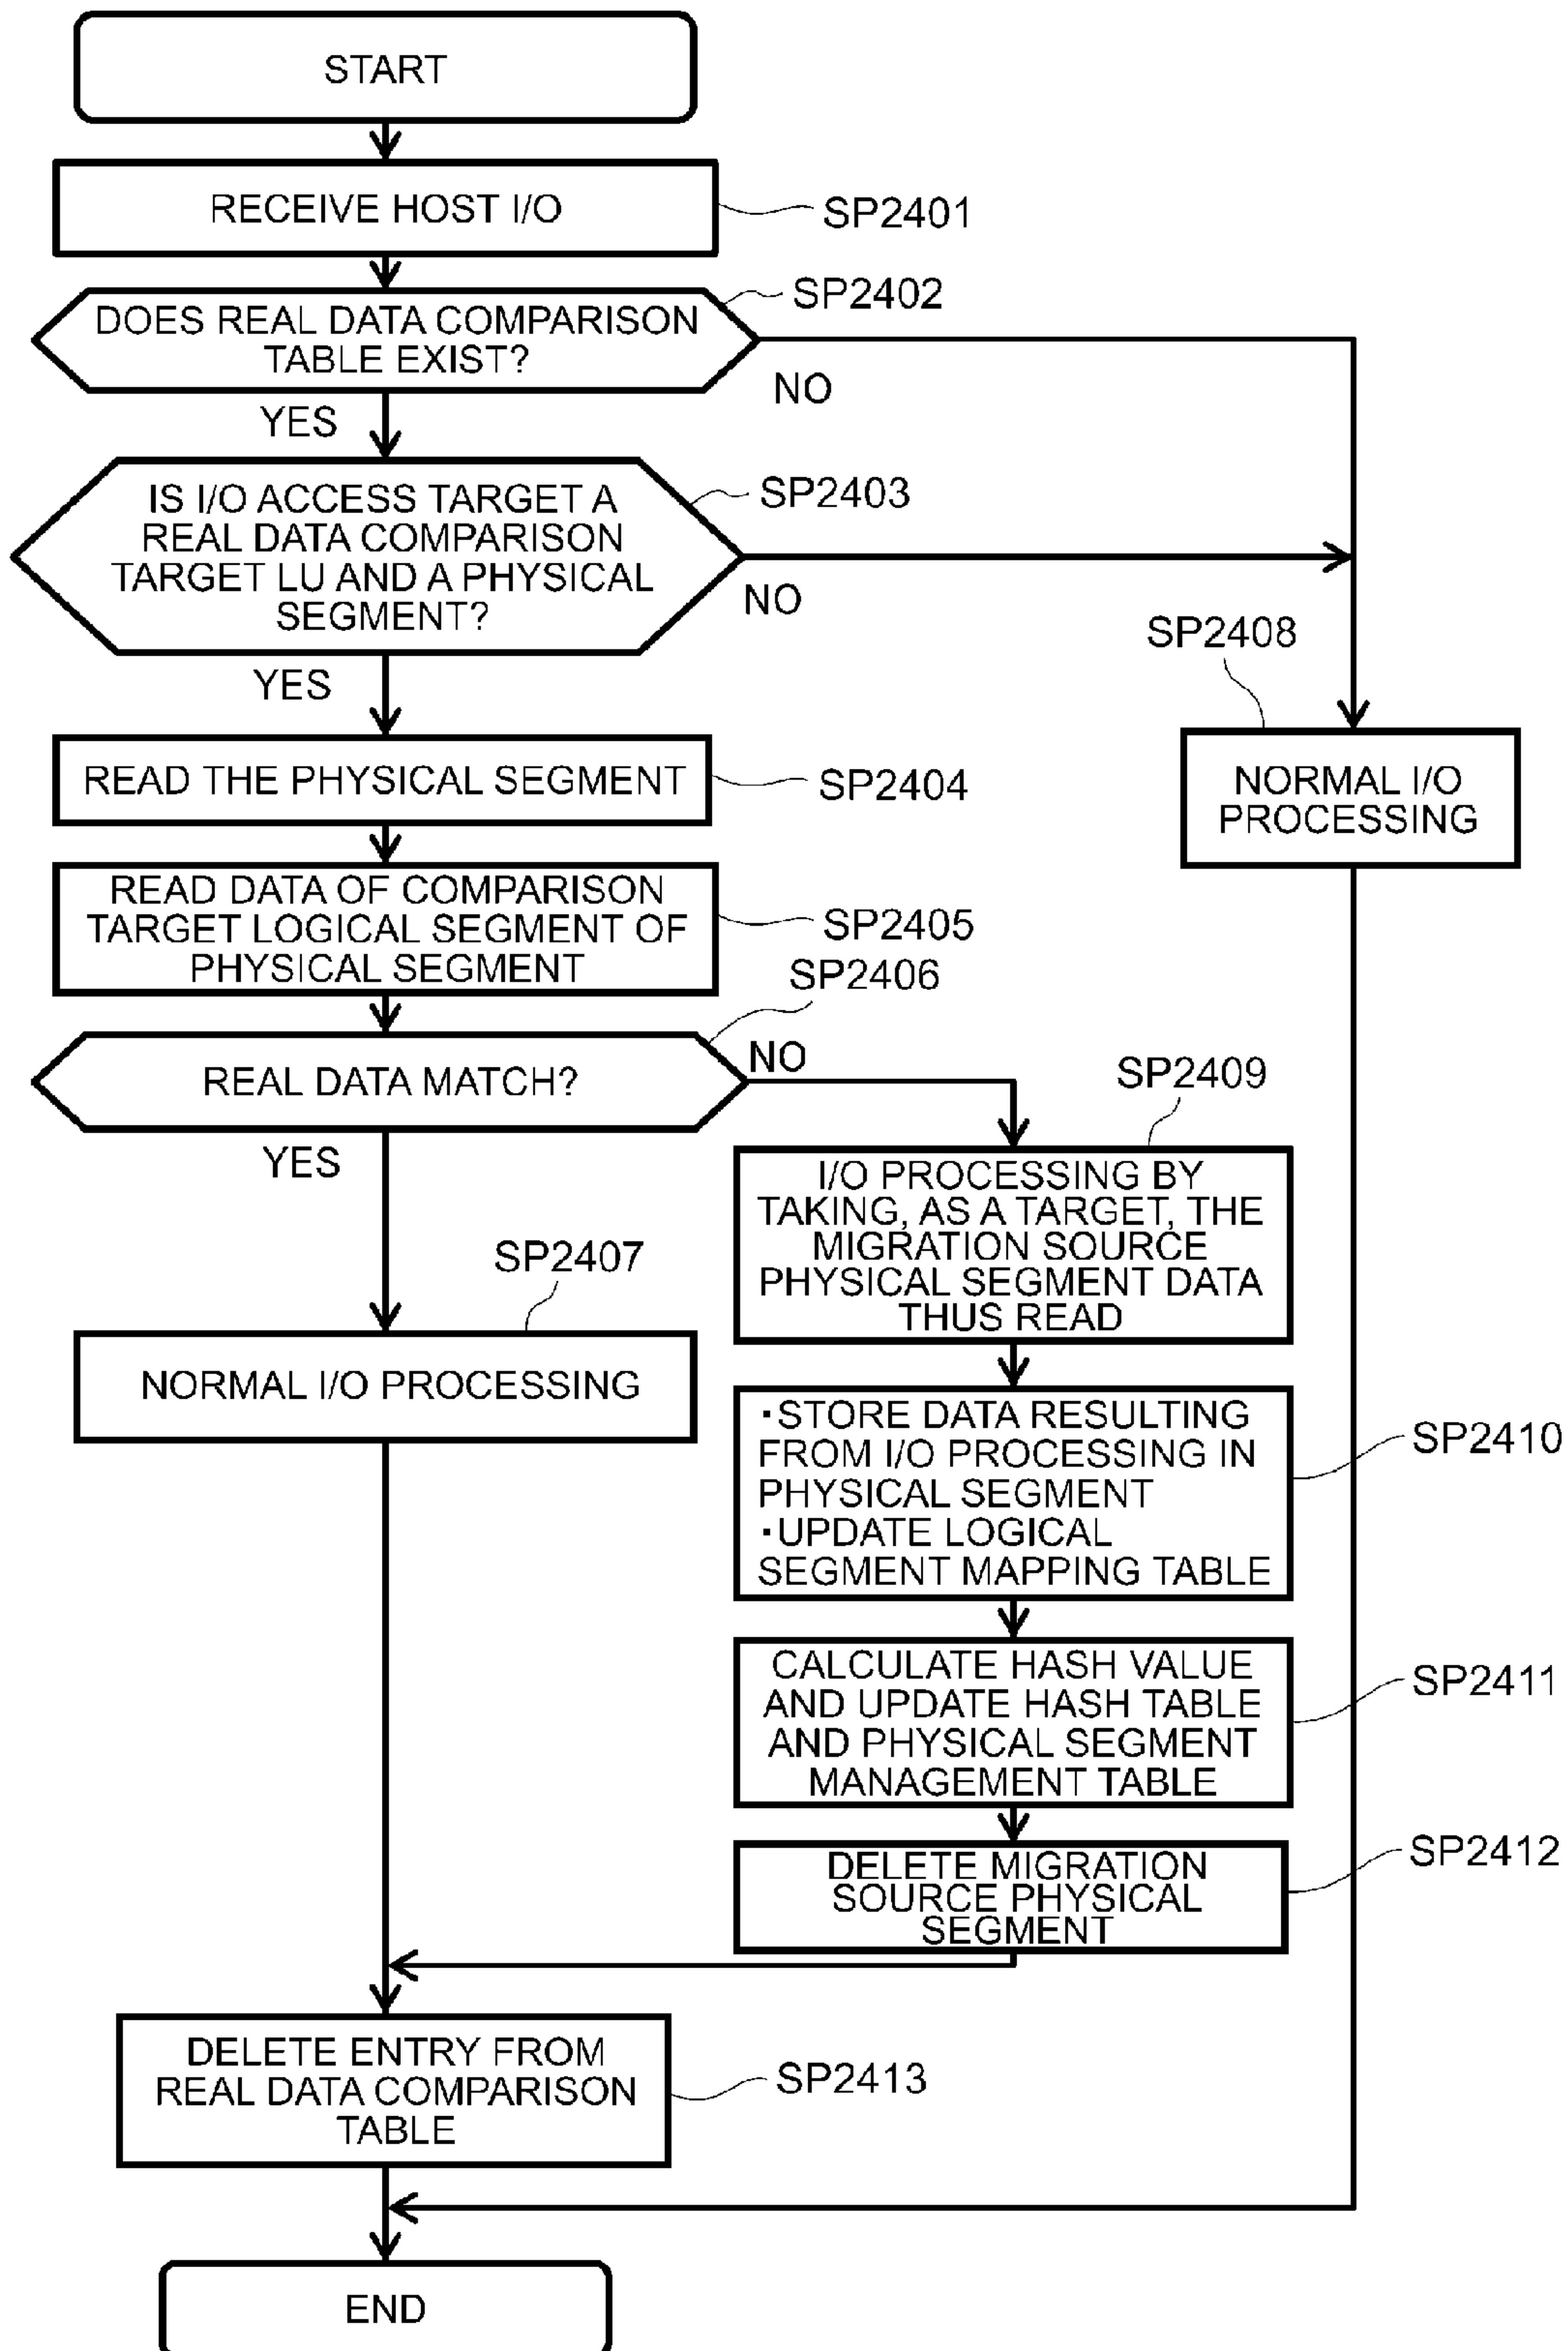 START
RECEIVE HOST I/O
SP2401
SP2402
DOES REAL DATA COMPARISON
TABLE EXIST?
NO
YES
SP2403
IS I/O ACCESS TARGET A
REAL DATA COMPARISON
TARGET LU AND A PHYSICAL
SEGMENT?
NO
YES
SP2408
NORMAL I/O
PROCESSING
READ THE PHYSICAL SEGMENT
SP2404
READ DATA OF COMPARISON
TARGET LOGICAL SEGMENT OF
PHYSICAL SEGMENT
SP2405
SP2406
REAL DATA MATCH?
NO
YES
SP2409
I/O PROCESSING BY
TAKING, AS A TARGET, THE
MIGRATION SOURCE
PHYSICAL SEGMENT DATA
THUS READ
SP2407
NORMAL I/O PROCESSING
・STORE DATA RESULTING
FROM I/O PROCESSING IN
PHYSICAL SEGMENT
・UPDATE LOGICAL
SEGMENT MAPPING TABLE
SP2410
CALCULATE HASH VALUE
AND UPDATE HASH TABLE
AND PHYSICAL SEGMENT
MANAGEMENT TABLE
SP2411
DELETE MIGRATION
SOURCE PHYSICAL
SEGMENT
SP2412
DELETE ENTRY FROM
REAL DATA COMPARISON
TABLE
SP2413
END